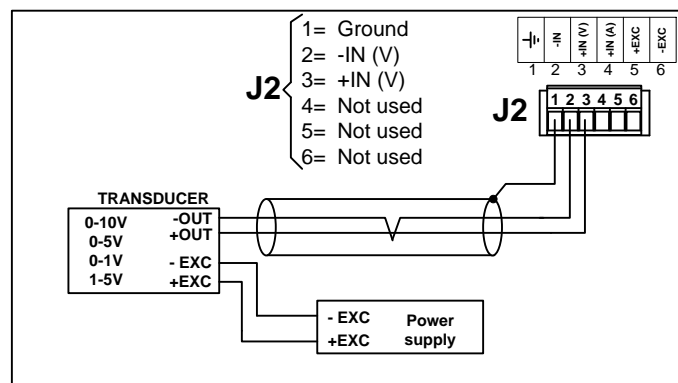 J2
1= Ground
2= -IN (V)
3= +IN (V)
4= Not used
5= Not used
6= Not used
-IN
+IN (V)
+IN (A)
+EXC
-EXC
1 2 3 4 5 6
J2
1 2 3 4 5 6
TRANSDUCER
0-10V -OUT
0-5V +OUT
0-1V - EXC
1-5V +EXC
- EXC Power
+EXC supply